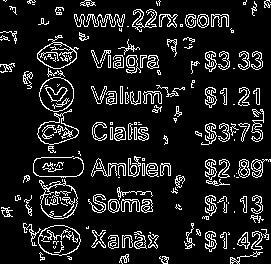 www.22rx.com
Viagra $3.33
Valium $1.21
Cialis $3.75
Ambien $2.89
Soma $1.13
Xanax $1.42